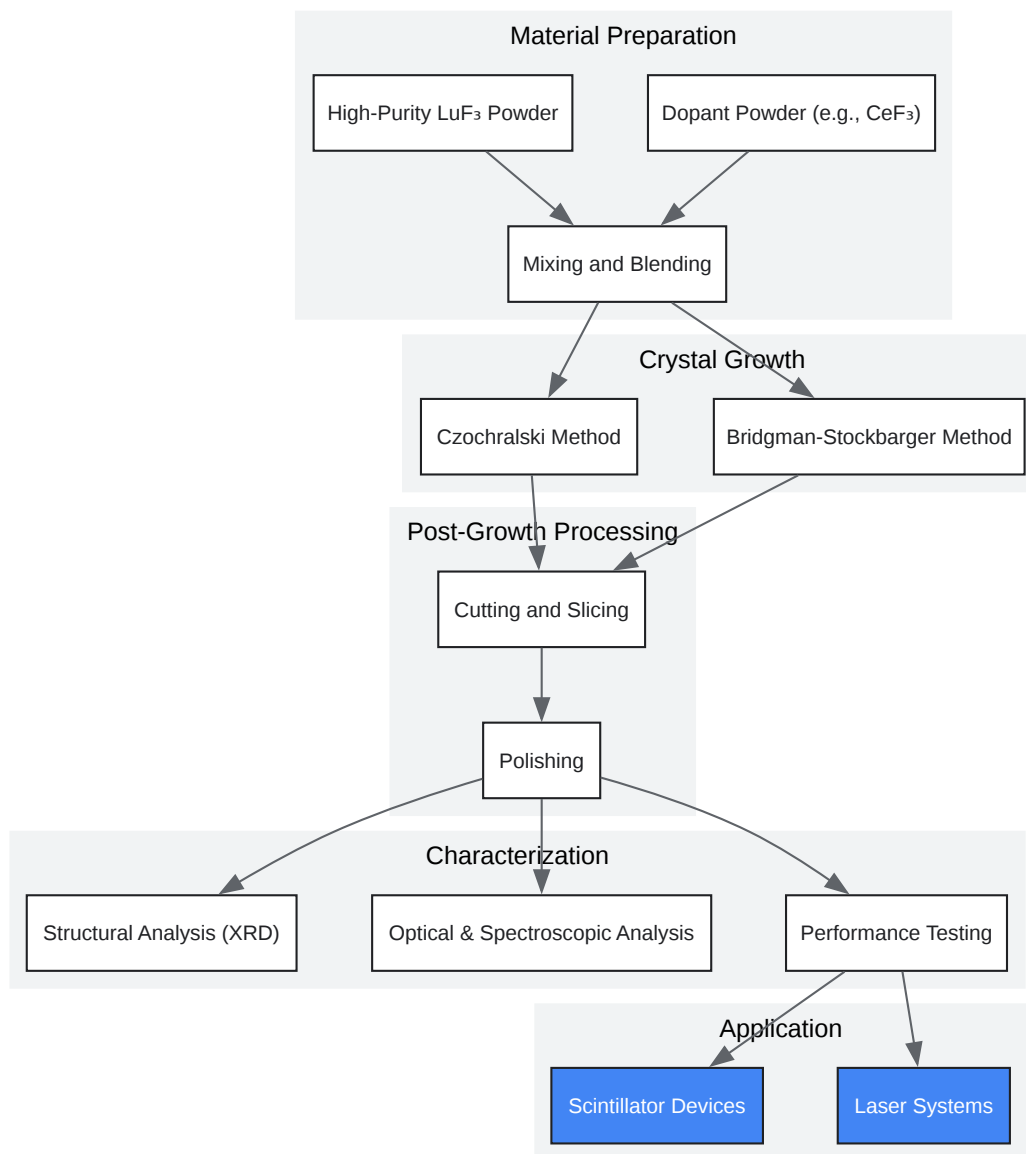 Material Preparation
High-Purity LuF₃ Powder
Dopant Powder (e.g., CeF₃)
Mixing and Blending
Crystal Growth
Czochralski Method
Bridgman-Stockbarger Method
Post-Growth Processing
Cutting and Slicing
Polishing
Characterization
Structural Analysis (XRD)
Optical & Spectroscopic Analysis
Performance Testing
Application
Scintillator Devices
Laser Systems